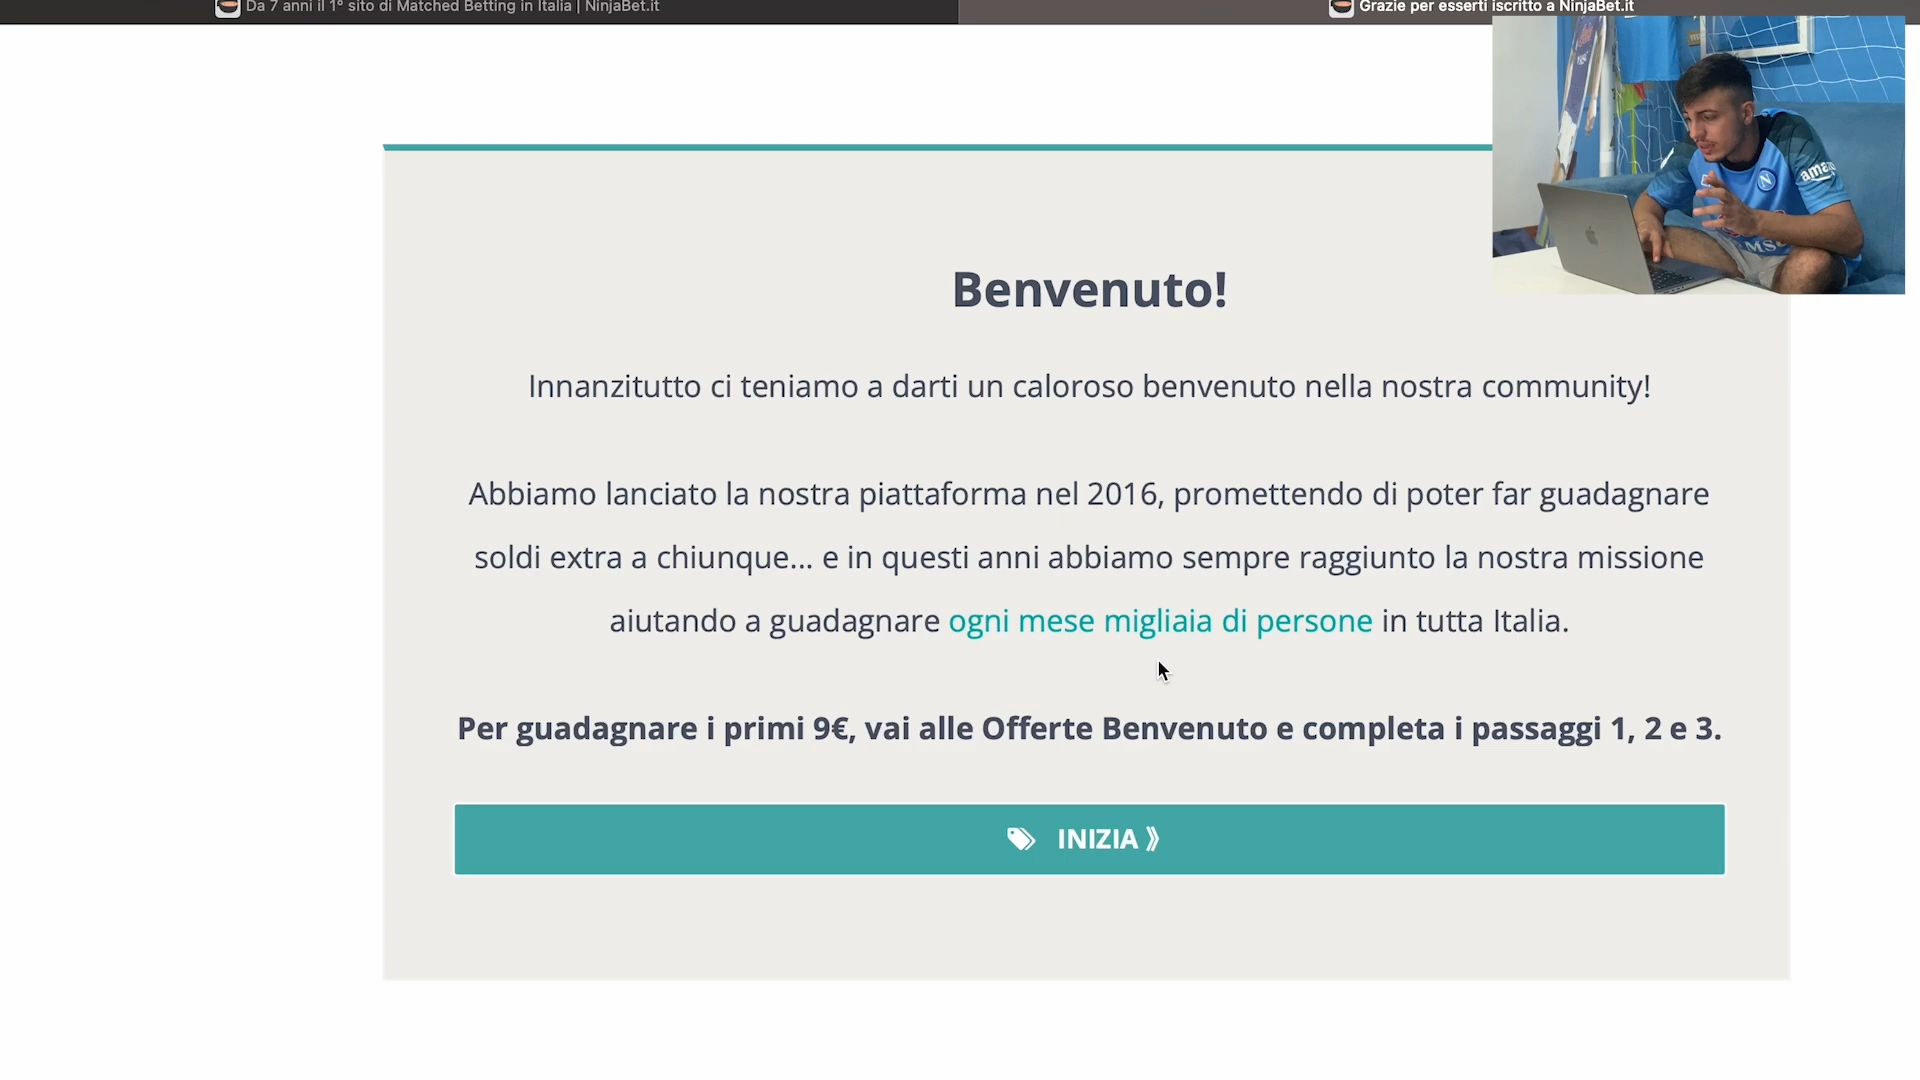 Da 7 anni il 1° sito di Matched Betting in Italia | NinjaBet.it
Grazie per esserti iscritto a NinjaBet.it
amaz
N
MS
Benvenuto!
Innanzitutto ci teniamo a darti un caloroso benvenuto nella nostra community!
Abbiamo lanciato la nostra piattaforma nel 2016, promettendo di poter far guadagnare
soldi extra a chiunque... e in questi anni abbiamo sempre raggiunto la nostra missione
aiutando a guadagnare ogni mese migliaia di persone in tutta Italia.
Per guadagnare i primi 9€, vai alle Offerte Benvenuto e completa i passaggi 1, 2 e 3.
INIZIA ⟫